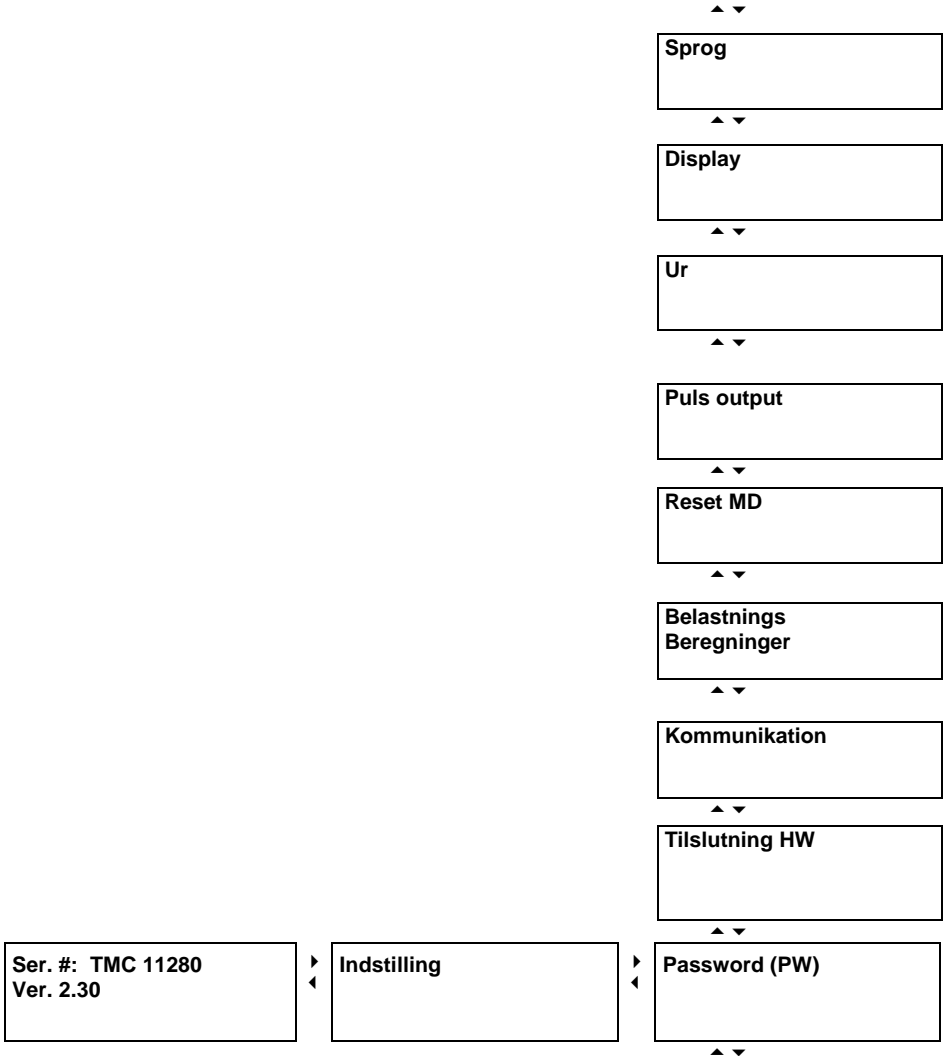 Sprog
Display
Ur
Puls output
Reset MD
Belastnings
Beregninger
Kommunikation
Tilslutning HW
Ser. #: TMC 11280
Ver. 2.30
Indstilling
Password (PW)